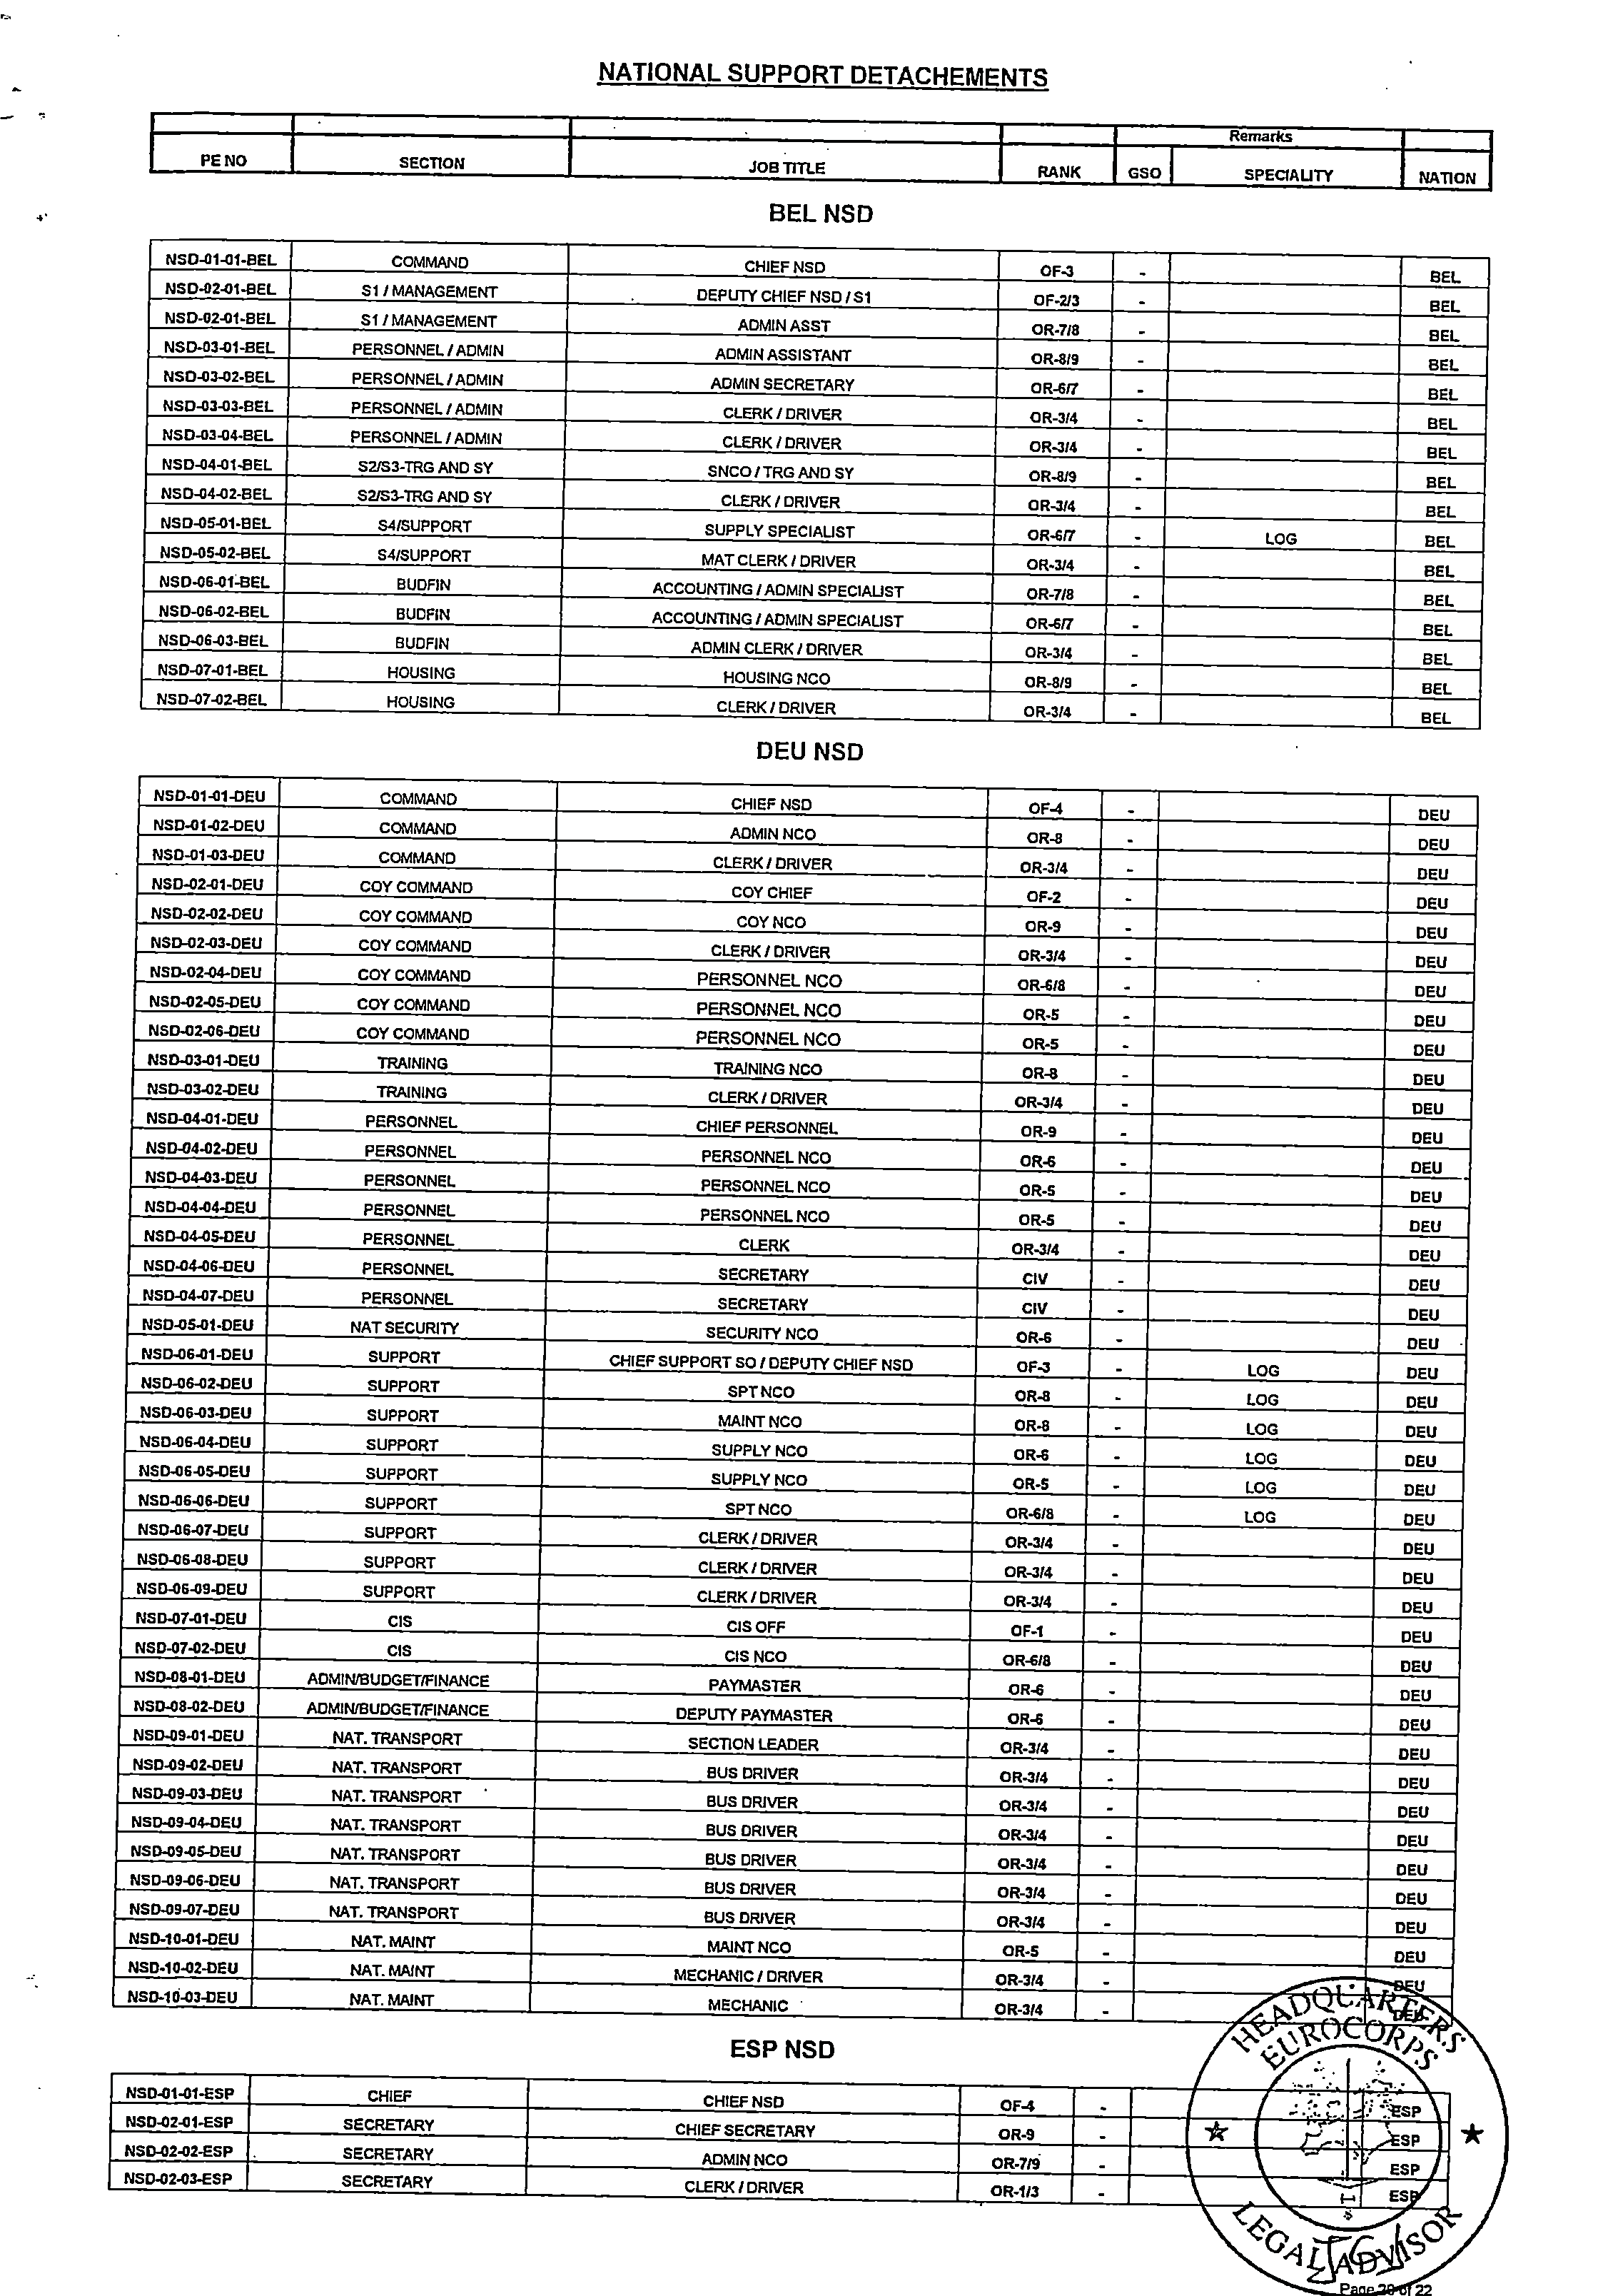 NATIONAL SUPPORT DETACHEMENTS
Remarks
PE NO SECTION JOB TITLE RANK GSO SPECIALITY NATION
BEL NSD
NSD-01-01-BEL COMMAND CHIEF NSD OF-3 - BEL
NSD-02-01-BEL S1 / MANAGEMENT DEPUTY CHIEF NSD / S1 OF-2/3 - BEL
NSD-02-01-BEL S1 / MANAGEMENT ADMIN ASST OR-7/8 - BEL
NSD-03-01-BEL PERSONNEL / ADMIN ADMIN ASSISTANT OR-8/9 - BEL
NSD-03-02-BEL PERSONNEL / ADMIN ADMIN SECRETARY OR-6/7 - BEL
NSD-03-03-BEL PERSONNEL / ADMIN CLERK / DRIVER OR-3/4 - BEL
NSD-03-04-BEL PERSONNEL / ADMIN CLERK / DRIVER OR-3/4 - BEL
NSD-04-01-BEL S2/S3-TRG AND SY SNCO / TRG AND SY OR-8/9 - BEL
NSD-04-02-BEL S2/S3-TRG AND SY CLERK / DRIVER OR-3/4 - BEL
NSD-05-01-BEL S4/SUPPORT SUPPLY SPECIALIST OR-6/7 - LOG BEL
NSD-05-02-BEL S4/SUPPORT MAT CLERK / DRIVER OR-3/4 - BEL
NSD-06-01-BEL BUDFIN ACCOUNTING / ADMIN SPECIALIST OR-7/8 - BEL
NSD-06-02-BEL BUDFIN ACCOUNTING / ADMIN SPECIALIST OR-6/7 - BEL
NSD-06-03-BEL BUDFIN ADMIN CLERK / DRIVER OR-3/4 - BEL
NSD-07-01-BEL HOUSING HOUSING NCO OR-8/9 - BEL
NSD-07-02-BEL HOUSING CLERK / DRIVER OR-3/4 - BEL
DEU NSD
NSD-01-01-DEU COMMAND CHIEF NSD OF-4 - DEU
NSD-01-02-DEU COMMAND ADMIN NCO OR-8 - DEU
NSD-01-03-DEU COMMAND CLERK / DRIVER OR-3/4 - DEU
NSD-02-01-DEU COY COMMAND COY CHIEF OF-2 - DEU
NSD-02-02-DEU COY COMMAND COY NCO OR-9 - DEU
NSD-02-03-DEU COY COMMAND CLERK / DRIVER OR-3/4 - DEU
NSD-02-04-DEU COY COMMAND PERSONNEL NCO OR-6/8 - DEU
NSD-02-05-DEU COY COMMAND PERSONNEL NCO OR-5 - DEU
NSD-02-06-DEU COY COMMAND PERSONNEL NCO OR-5 - DEU
NSD-03-01-DEU TRAINING TRAINING NCO OR-8 - DEU
NSD-03-02-DEU TRAINING CLERK / DRIVER OR-3/4 - DEU
NSD-04-01-DEU PERSONNEL CHIEF PERSONNEL OR-9 - DEU
NSD-04-02-DEU PERSONNEL PERSONNEL NCO OR-6 - DEU
NSD-04-03-DEU PERSONNEL PERSONNEL NCO OR-5 - DEU
NSD-04-04-DEU PERSONNEL PERSONNEL NCO OR-5 - DEU
NSD-04-05-DEU PERSONNEL CLERK OR-3/4 - DEU
NSD-04-06-DEU PERSONNEL SECRETARY CIV - DEU
NSD-04-07-DEU PERSONNEL SECRETARY CIV - DEU
NSD-05-01-DEU NAT SECURITY SECURITY NCO OR-6 - DEU
NSD-06-01-DEU SUPPORT CHIEF SUPPORT SO / DEPUTY CHIEF NSD OF-3 - LOG DEU
NSD-06-02-DEU SUPPORT SPT NCO OR-8 - LOG DEU
NSD-06-03-DEU SUPPORT MAINT NCO OR-8 - LOG DEU
NSD-06-04-DEU SUPPORT SUPPLY NCO OR-6 - LOG DEU
NSD-06-05-DEU SUPPORT SUPPLY NCO OR-5 - LOG DEU
NSD-06-06-DEU SUPPORT SPT NCO OR-6/8 - LOG DEU
NSD-06-07-DEU SUPPORT CLERK / DRIVER OR-3/4 - DEU
NSD-06-08-DEU SUPPORT CLERK / DRIVER OR-3/4 - DEU
NSD-06-09-DEU SUPPORT CLERK / DRIVER OR-3/4 - DEU
NSD-07-01-DEU CIS CIS OFF OF-1 - DEU
NSD-07-02-DEU CIS CIS NCO OR-6/8 - DEU
NSD-08-01-DEU ADMIN/BUDGET/FINANCE PAYMASTER OR-6 - DEU
NSD-08-02-DEU ADMIN/BUDGET/FINANCE DEPUTY PAYMASTER OR-6 - DEU
NSD-09-01-DEU NAT. TRANSPORT SECTION LEADER OR-3/4 - DEU
NSD-09-02-DEU NAT. TRANSPORT BUS DRIVER OR-3/4 - DEU
NSD-09-03-DEU NAT. TRANSPORT BUS DRIVER OR-3/4 - DEU
NSD-09-04-DEU NAT. TRANSPORT BUS DRIVER OR-3/4 - DEU
NSD-09-05-DEU NAT. TRANSPORT BUS DRIVER OR-3/4 - DEU
NSD-09-06-DEU NAT. TRANSPORT BUS DRIVER OR-3/4 - DEU
NSD-09-07-DEU NAT. TRANSPORT BUS DRIVER OR-3/4 - DEU
NSD-10-01-DEU NAT. MAINT MAINT NCO OR-5 - DEU
NSD-10-02-DEU NAT. MAINT MECHANIC / DRIVER OR-3/4 - DEU
NSD-10-03-DEU NAT. MAINT MECHANIC OR-3/4 - DEU
ESP NSD
NSD-01-01-ESP CHIEF CHIEF NSD OF-4 - ESP
NSD-02-01-ESP SECRETARY CHIEF SECRETARY OR-9 - ESP
NSD-02-02-ESP SECRETARY ADMIN NCO OR-7/9 - ESP
NSD-02-03-ESP SECRETARY CLERK / DRIVER OR-1/3 - ESP
HEADQUARTERS
EUROCORPS
LEGAL ADVISOR
Page 20 of 22